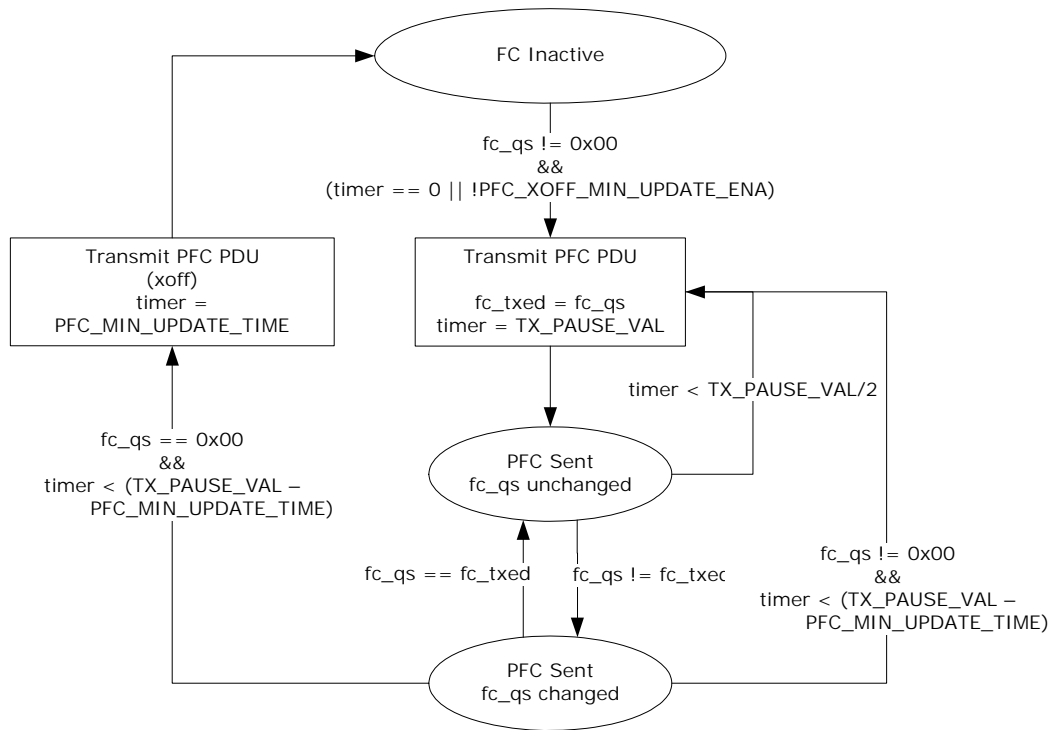 FC Inactive
fc_qs != 0x00
&&
(timer == 0 || !PFC_XOFF_MIN_UPDATE_ENA)
Transmit PFC PDU
(xoff)
timer =
PFC_MIN_UPDATE_TIME
Transmit PFC PDU
fc_txed = fc_qs
timer = TX_PAUSE_VAL
timer < TX_PAUSE_VAL/2
fc_qs == 0x00
&&
timer < (TX_PAUSE_VAL –
PFC_MIN_UPDATE_TIME)
PFC Sent
fc_qs unchanged
fc_qs == fc_txed
fc_qs != fc_txed
fc_qs != 0x00
&&
timer < (TX_PAUSE_VAL –
PFC_MIN_UPDATE_TIME)
PFC Sent
fc_qs changed